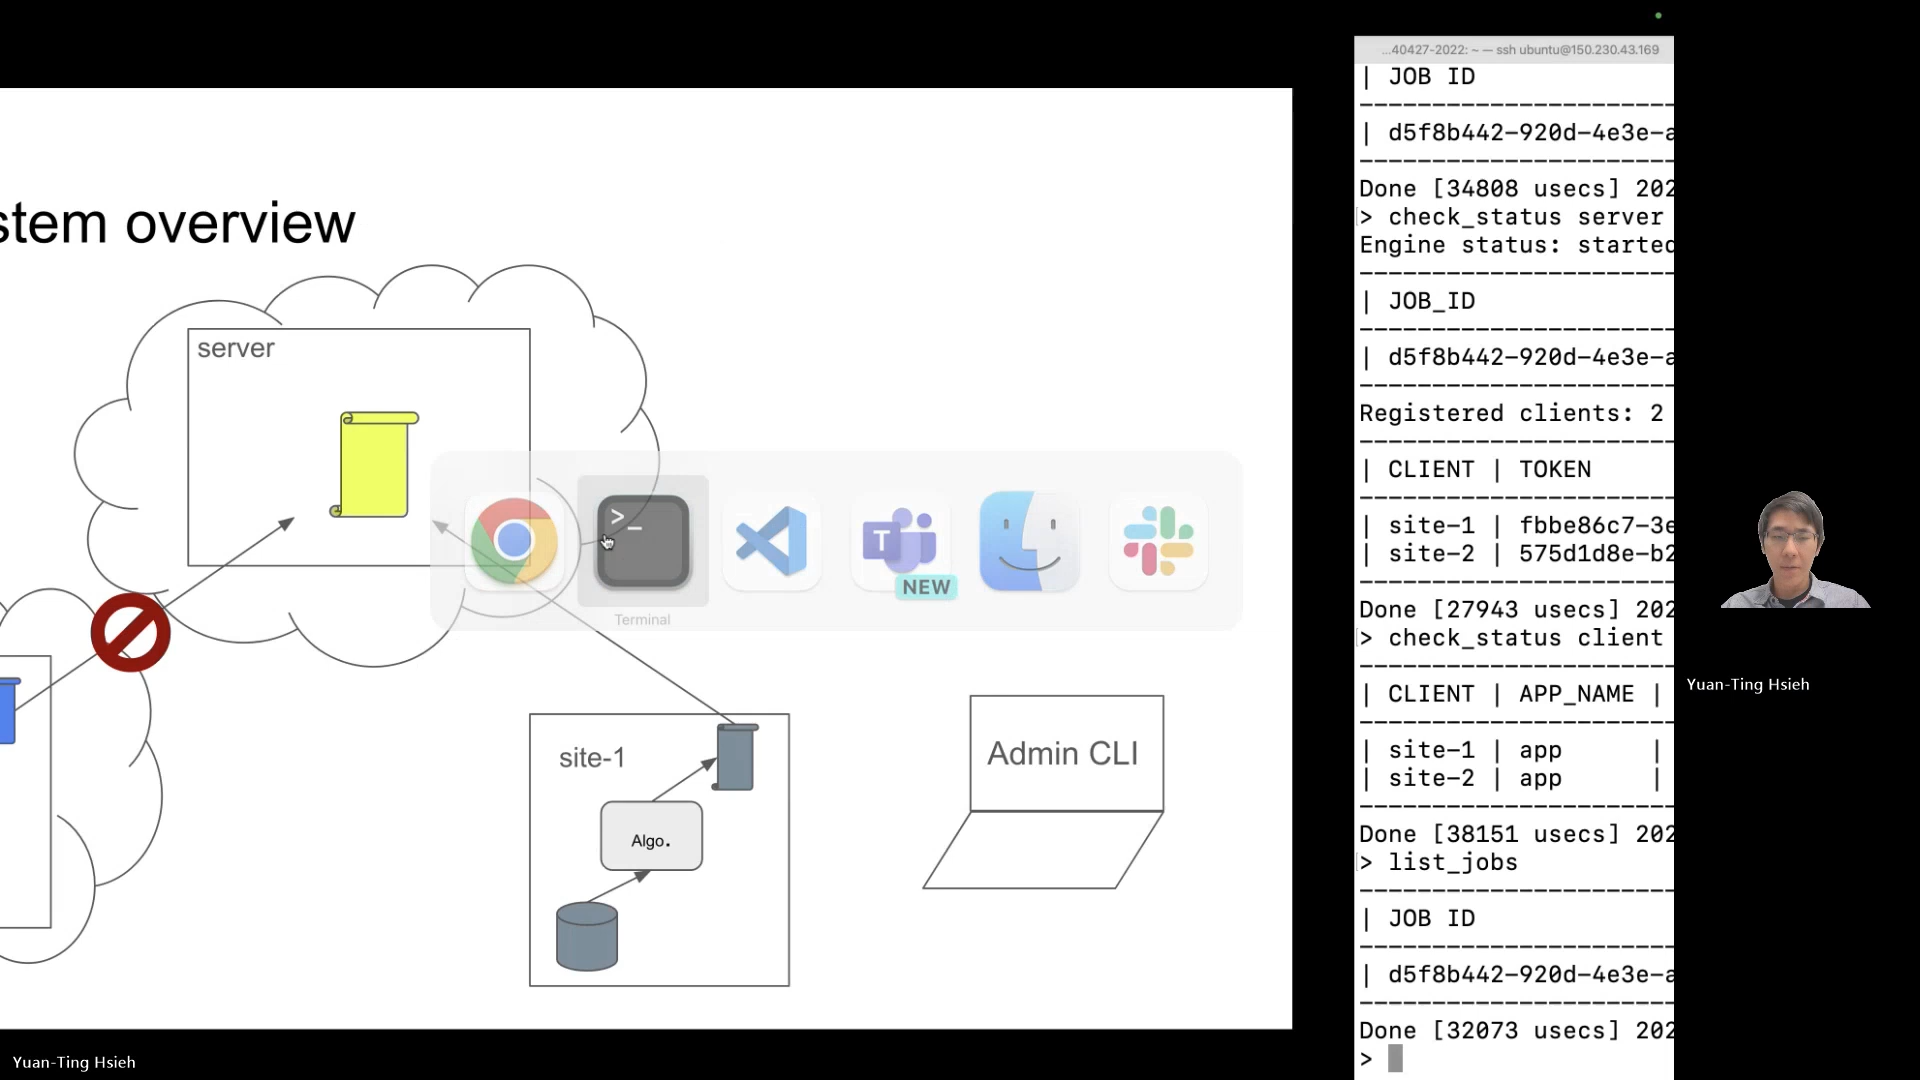 stem overview
server
T
NEW
Terminal
site-1
Algo.
Admin CLI
Yuan-Ting Hsieh
...40427-2022: ~ — ssh ubuntu@150.230.43.169
| JOB ID
| d5f8b442-920d-4e3e-a
Done [34808 usecs] 202
> check_status server
Engine status: started
| JOB_ID
| d5f8b442-920d-4e3e-a
Registered clients: 2
| CLIENT | TOKEN
| site-1 | fbbe86c7-3e
| site-2 | 575d1d8e-b2
Done [27943 usecs] 202
> check_status client
| CLIENT | APP_NAME |
| site-1 | app |
| site-2 | app |
Done [38151 usecs] 202
> list_jobs
| JOB ID
| d5f8b442-920d-4e3e-a
Done [32073 usecs] 202
>
Yuan-Ting Hsieh